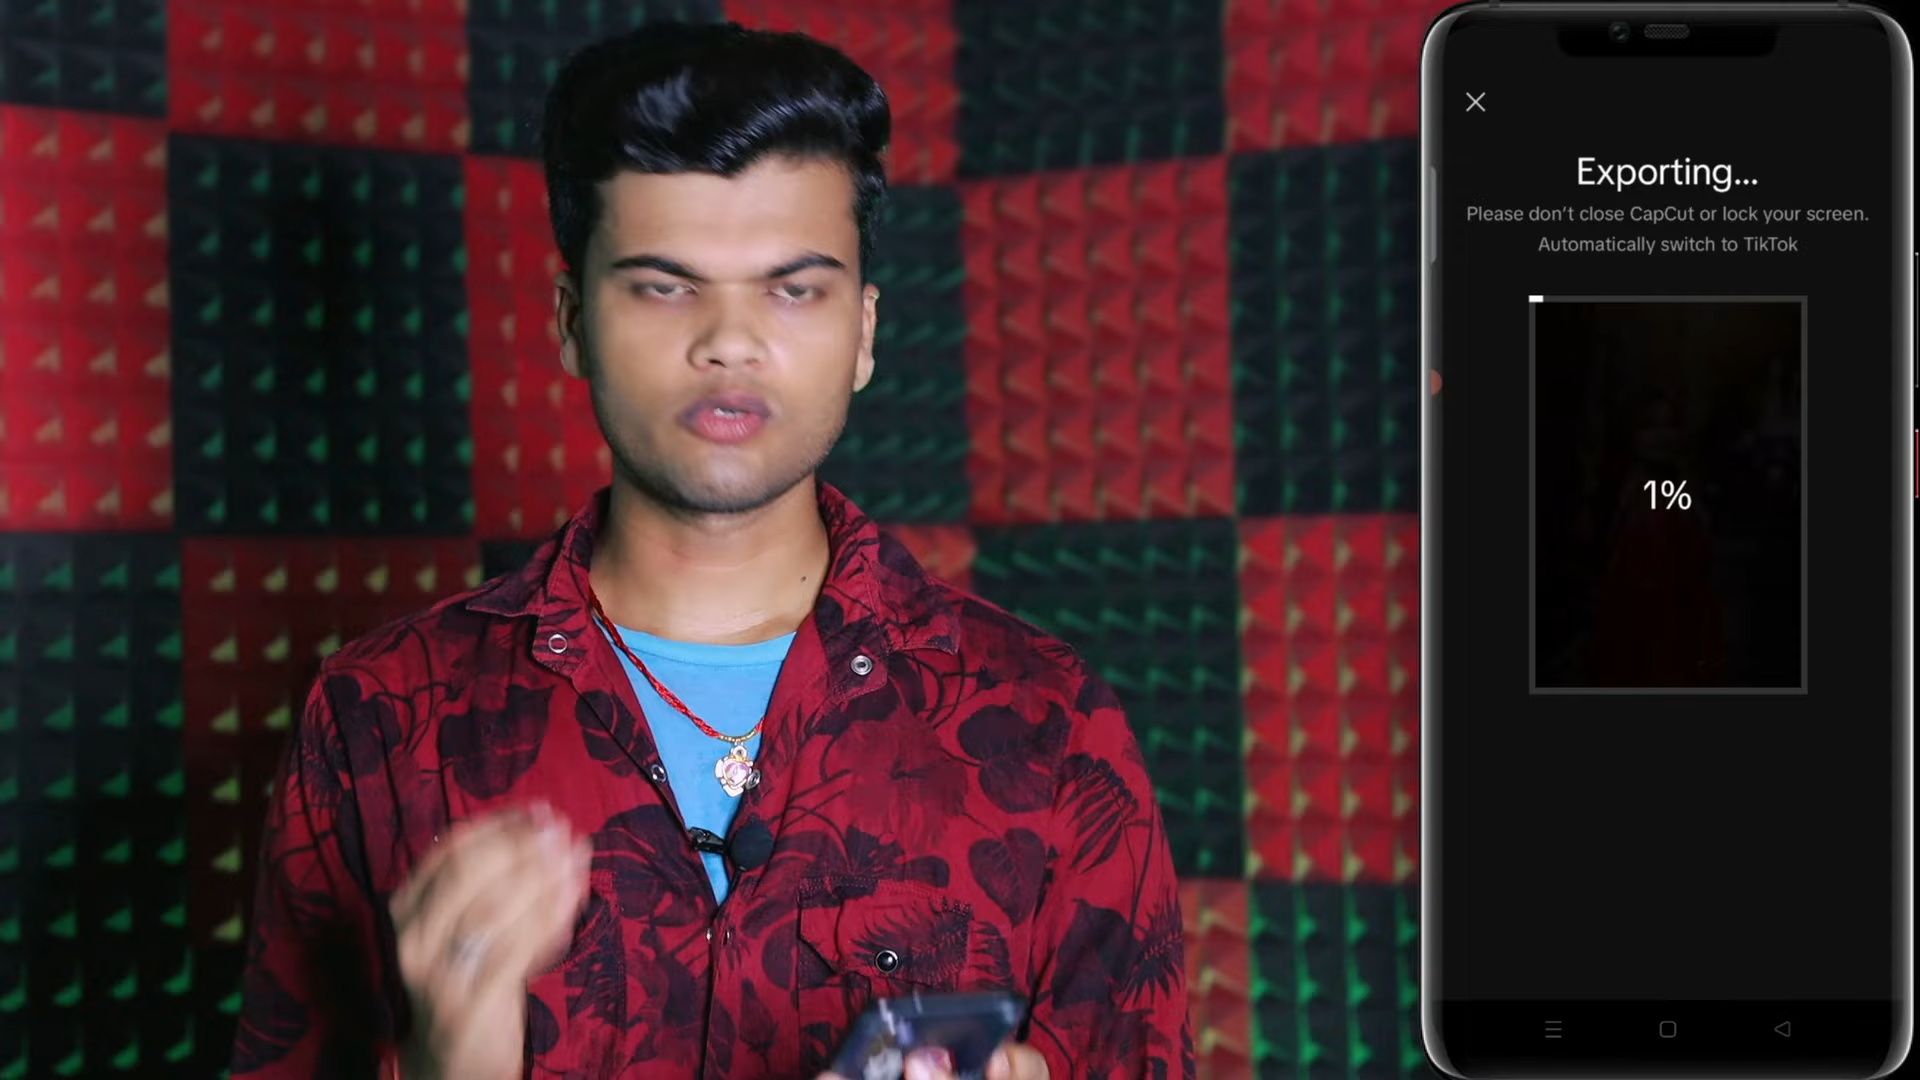 Exporting...
Please don't close CapCut or lock your screen.
Automatically switch to TikTok
1%